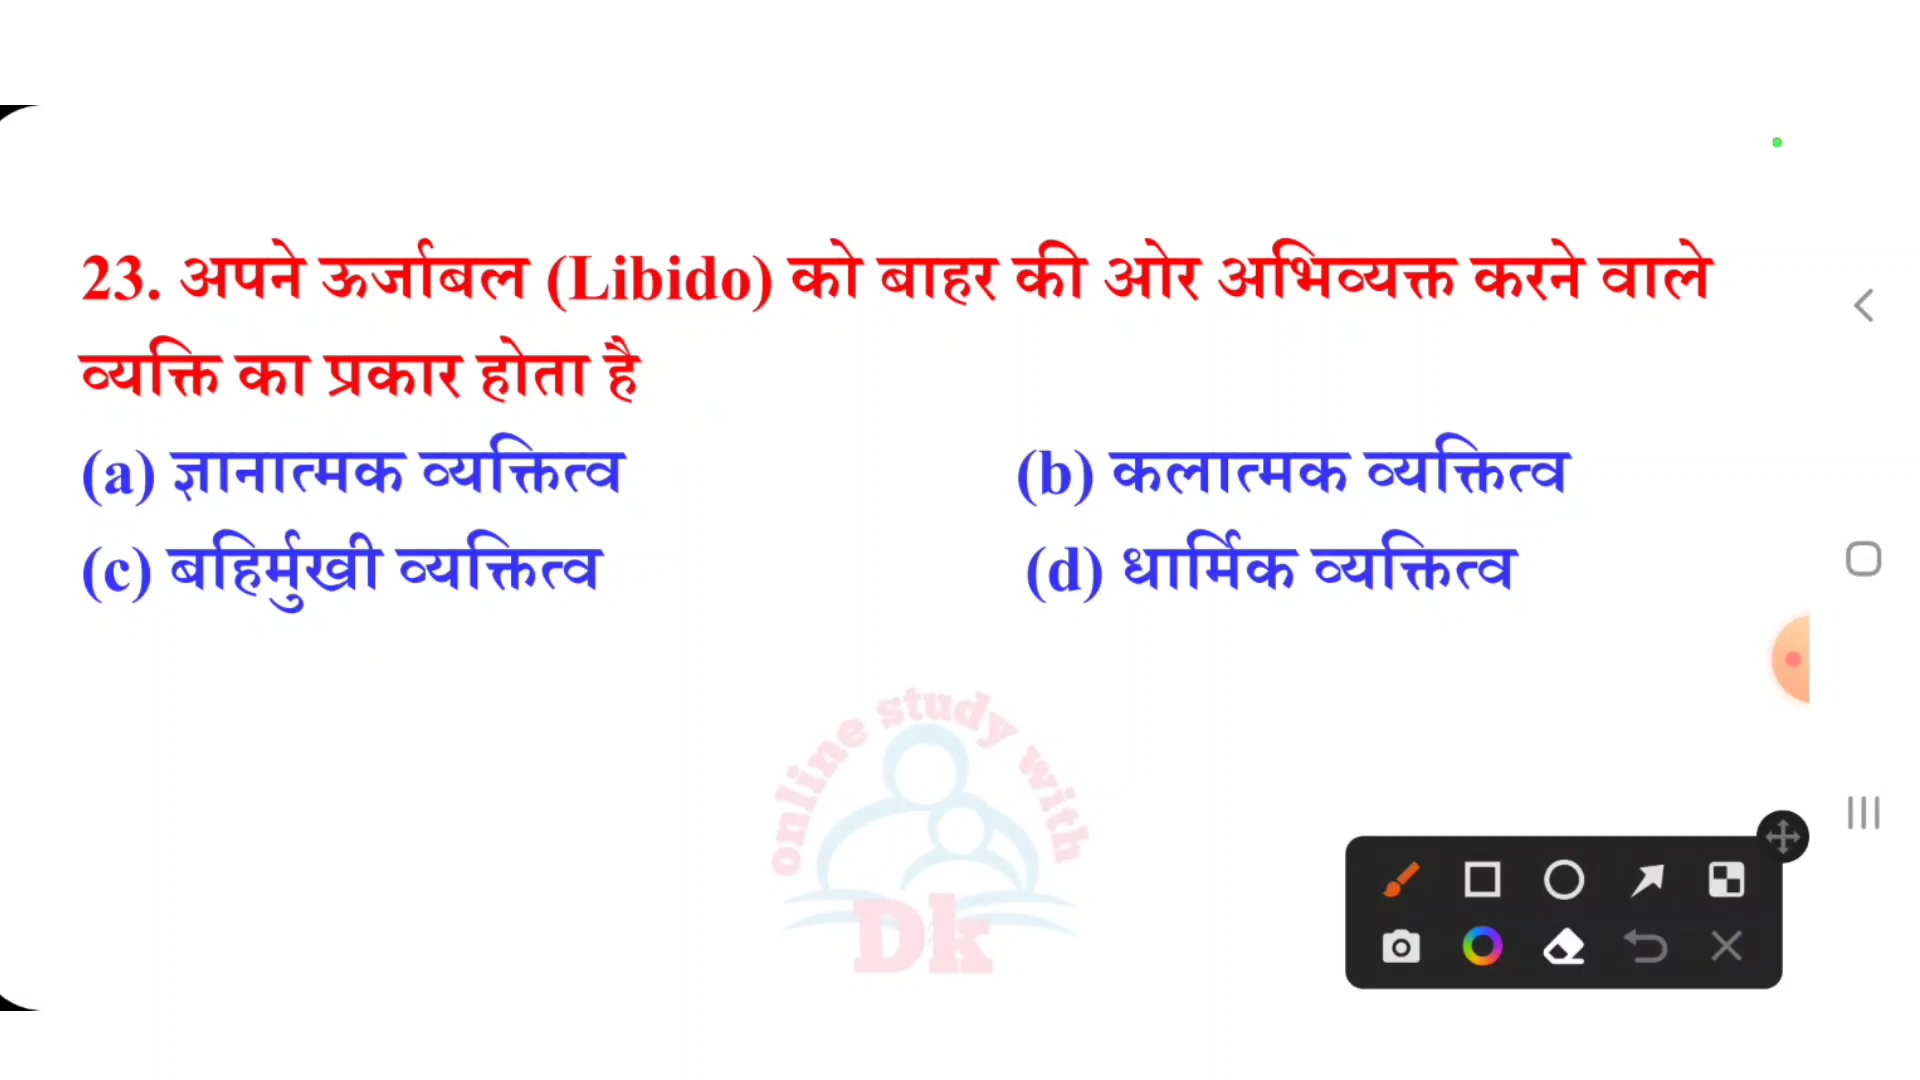 23. अपने ऊर्जाबल (Libido) को बाहर की ओर अभिव्यक्त करने वाले
व्यक्ति का प्रकार होता है
(a) ज्ञानात्मक व्यक्तित्व (b) कलात्मक व्यक्तित्व
(c) बहिर्मुखी व्यक्तित्व (d) धार्मिक व्यक्तित्व
online study with
Dk